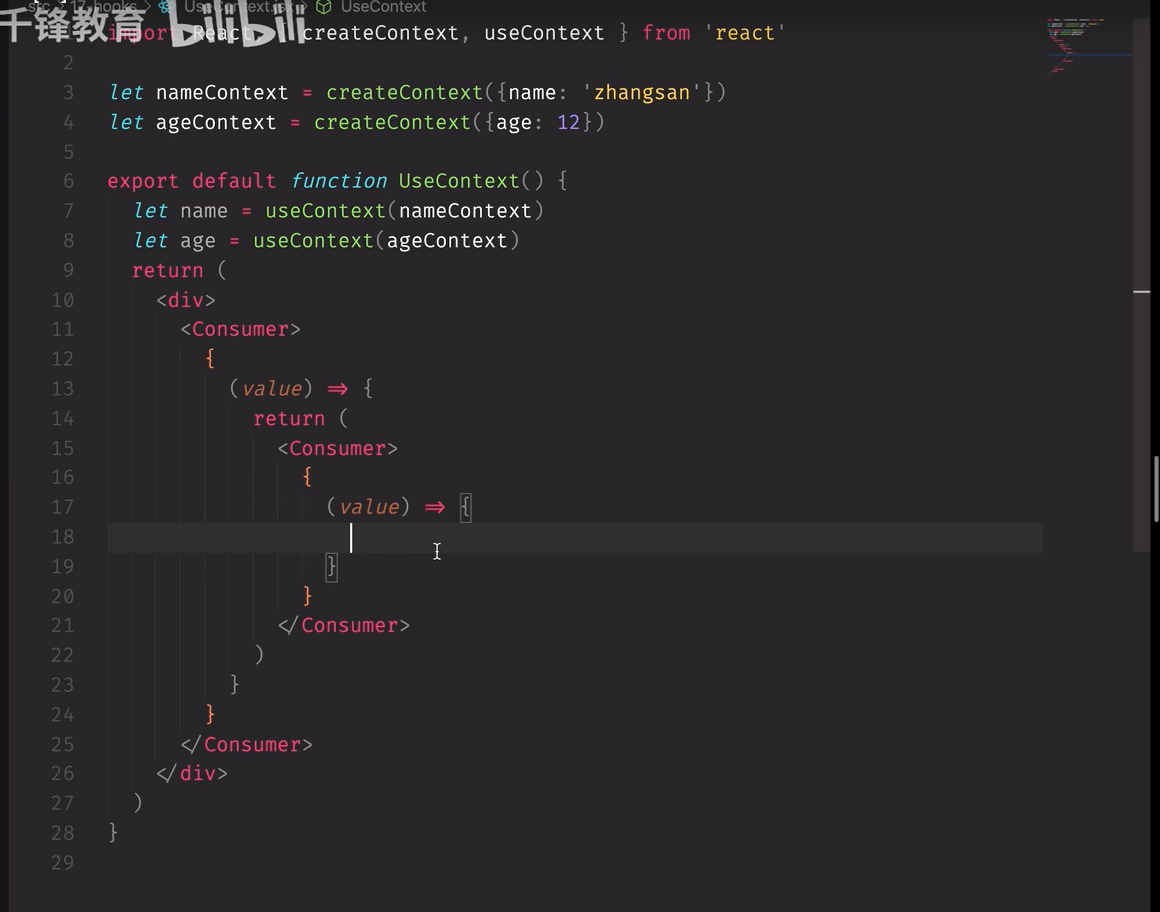 src > 17-hooks > UseContext.jsx > UseContext
千锋教育 bilibili
import React, { createContext, useContext } from 'react'
2
3 let nameContext = createContext({name: 'zhangsan'})
4 let ageContext = createContext({age: 12})
5
6 export default function UseContext() {
7 let name = useContext(nameContext)
8 let age = useContext(ageContext)
9 return (
10 <div>
11 <Consumer>
12 {
13 (value) => {
14 return (
15 <Consumer>
16 {
17 (value) => {
18
19 }
20 }
21 </Consumer>
22 )
23 }
24 }
25 </Consumer>
26 </div>
27 )
28 }
29